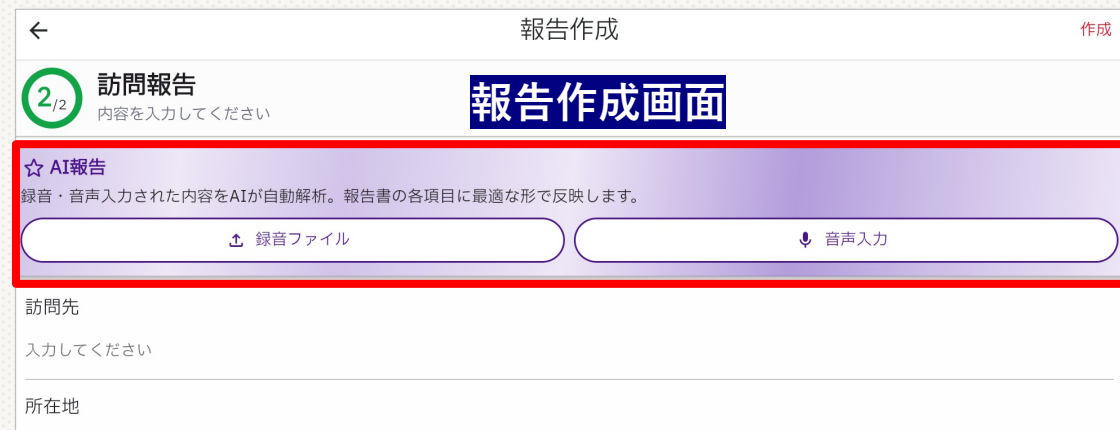 報告作成
作成
2/2
訪問報告
内容を入力してください
報告作成画面
AI報告
録音・音声入力された内容をAIが自動解析。報告書の各項目に最適な形で反映します。
録音ファイル
音声入力
訪問先
入力してください
所在地